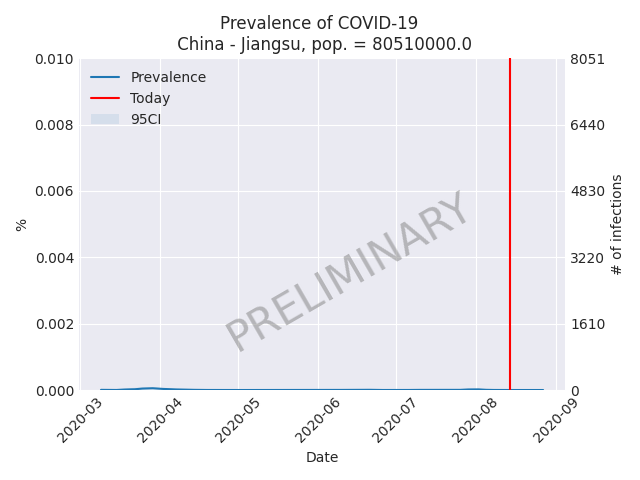 Prevalence of COVID-19
China - Jiangsu, pop. = 80510000.0
Prevalence
Today
95CI
0.010
0.008
0.006
0.004
0.002
0.000
%
8051
6440
4830
3220
1610
0
# of infections
PRELIMINARY
2020-03
2020-04
2020-05
2020-06
2020-07
2020-08
2020-09
Date